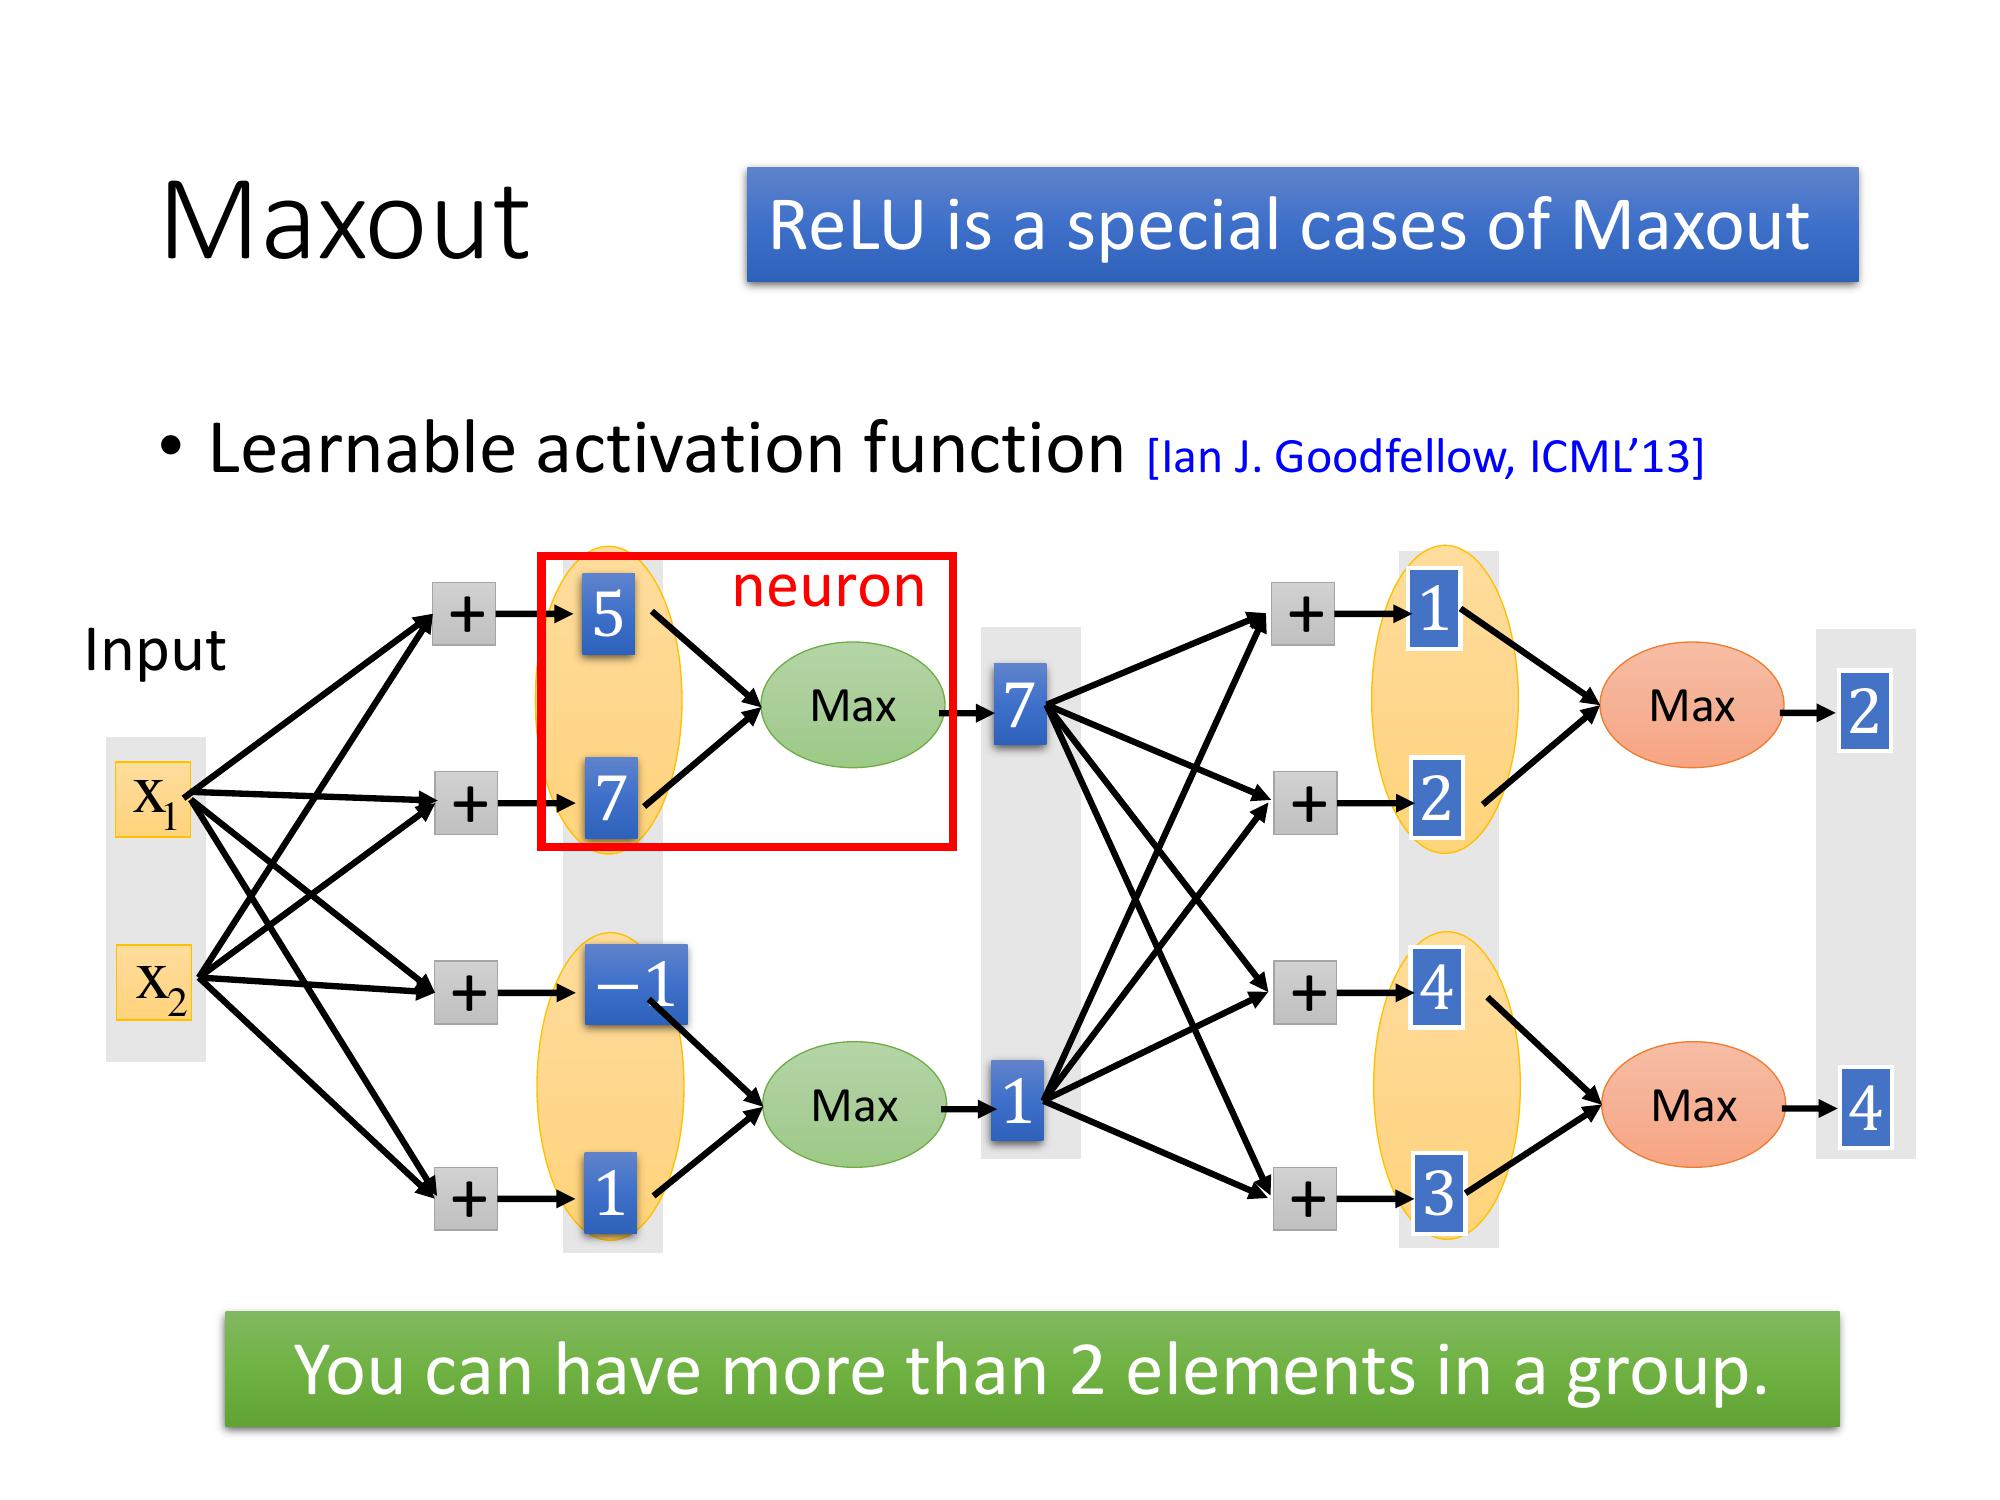 Maxout
ReLU is a special cases of Maxout
• Learnable activation function [Ian J. Goodfellow, ICML’13]
Input
neuron
x1
x2
+
+
+
+
5
7
−1
1
Max
Max
7
1
+
+
+
+
1
2
4
3
Max
Max
2
4
You can have more than 2 elements in a group.